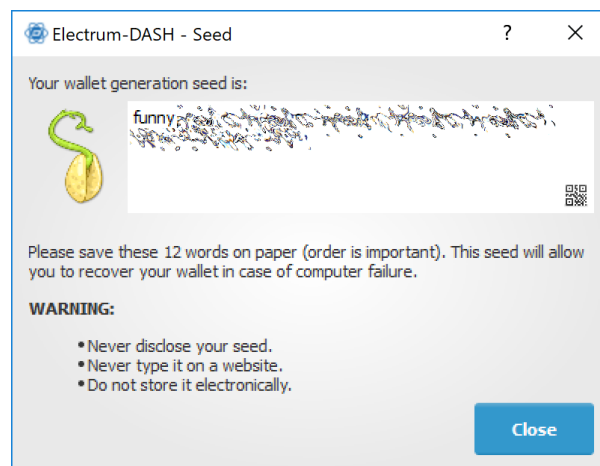 Electrum-DASH - Seed
Your wallet generation seed is:
funny
Please save these 12 words on paper (order is important). This seed will allow
you to recover your wallet in case of computer failure.
WARNING:
Never disclose your seed.
Never type it on a website.
Do not store it electronically.
Close